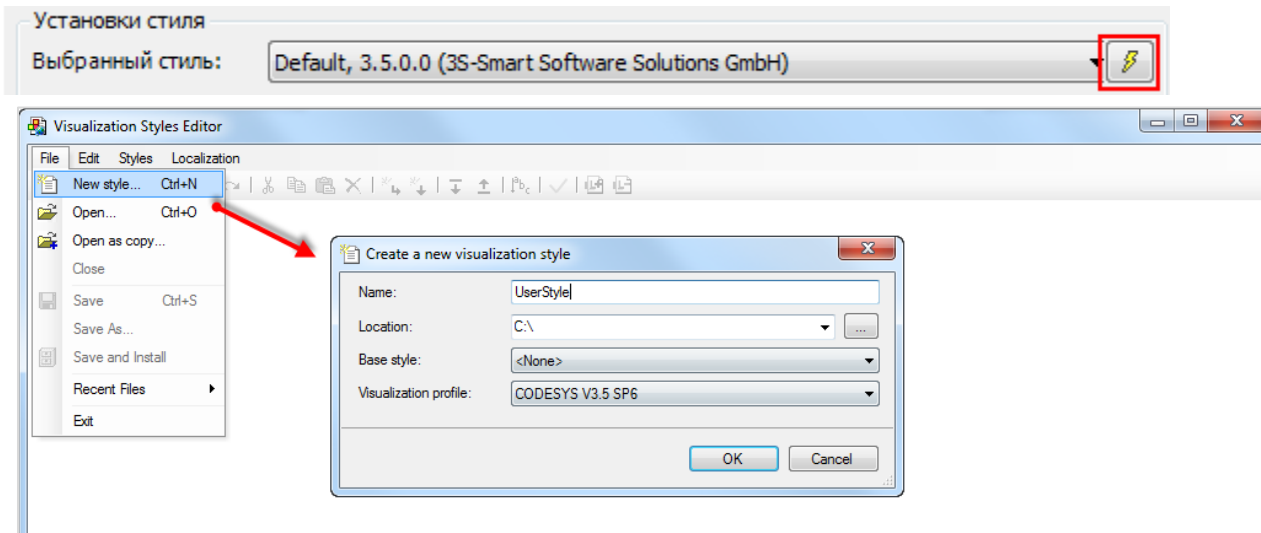 Установки стиля
Выбранный стиль: Default, 3.5.0.0 (3S-Smart Software Solutions GmbH)
Visualization Styles Editor
File Edit Styles Localization
New style... Ctrl+N
Open... Ctrl+O
Open as copy...
Close
Save Ctrl+S
Save As...
Save and Install
Recent Files
Exit
Create a new visualization style
Name: UserStyle
Location: C:\ ...
Base style: <None>
Visualization profile: CODESYS V3.5 SP6
OK Cancel